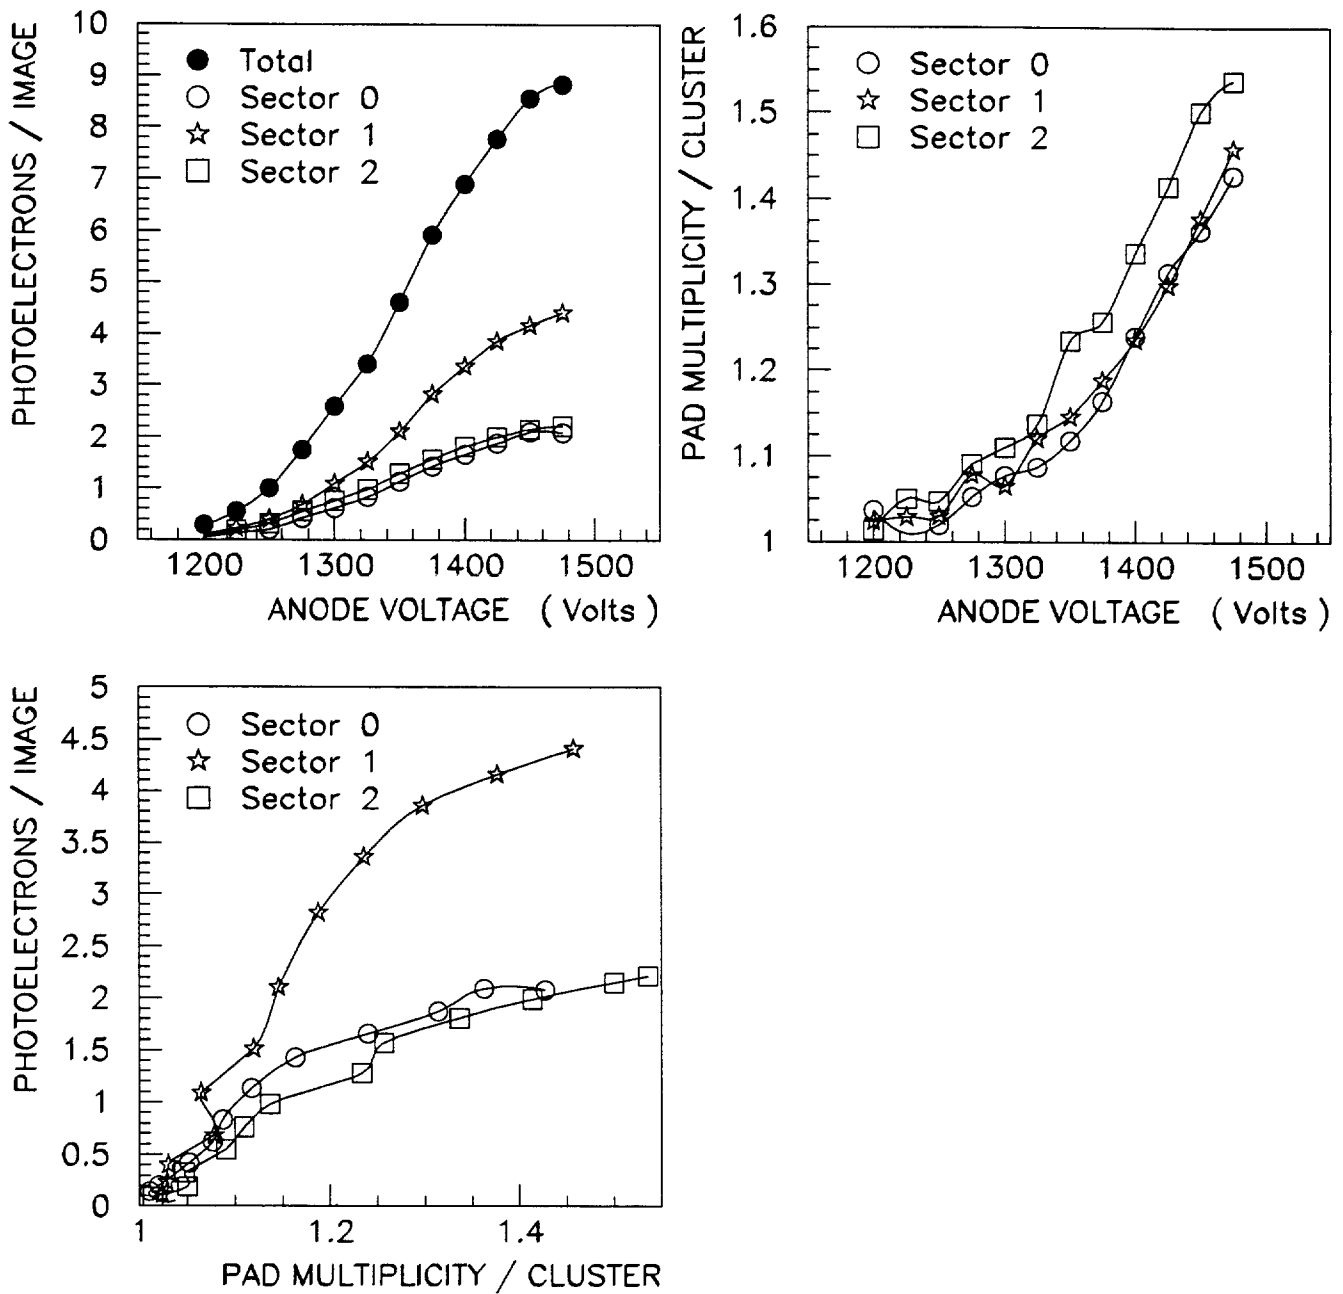 PHOTOELECTRONS / IMAGE
10
9
8
7
6
5
4
3
2
1
0
Total
Sector 0
Sector 1
Sector 2
1200 1300 1400 1500
ANODE VOLTAGE ( Volts )
PAD MULTIPLICITY / CLUSTER
1.6
1.5
1.4
1.3
1.2
1.1
1
Sector 0
Sector 1
Sector 2
1200 1300 1400 1500
ANODE VOLTAGE ( Volts )
PHOTOELECTRONS / IMAGE
5
4.5
4
3.5
3
2.5
2
1.5
1
0.5
0
Sector 0
Sector 1
Sector 2
1 1.2 1.4
PAD MULTIPLICITY / CLUSTER